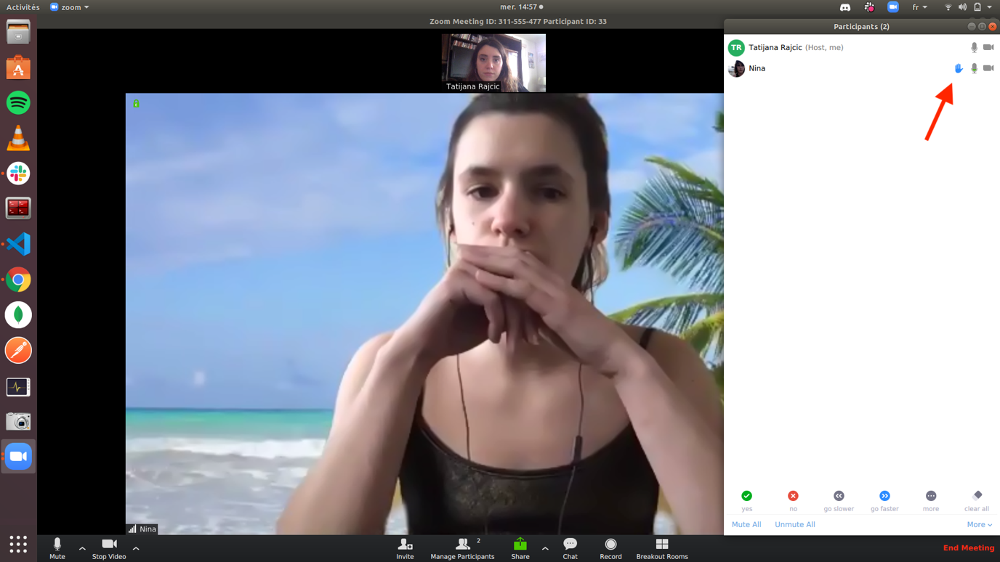 Activités
zoom
mer. 14:57
fr
Zoom Meeting ID: 311-555-477 Participant ID: 33
Tatijana Rajcic
Participants (2)
TR Tatijana Rajcic (Host, me)
Nina
Nina
yes no go slower go faster more clear all
Mute All Unmute All More
Mute Stop Video Invite Manage Participants 2 Share Chat Record Breakout Rooms End Meeting